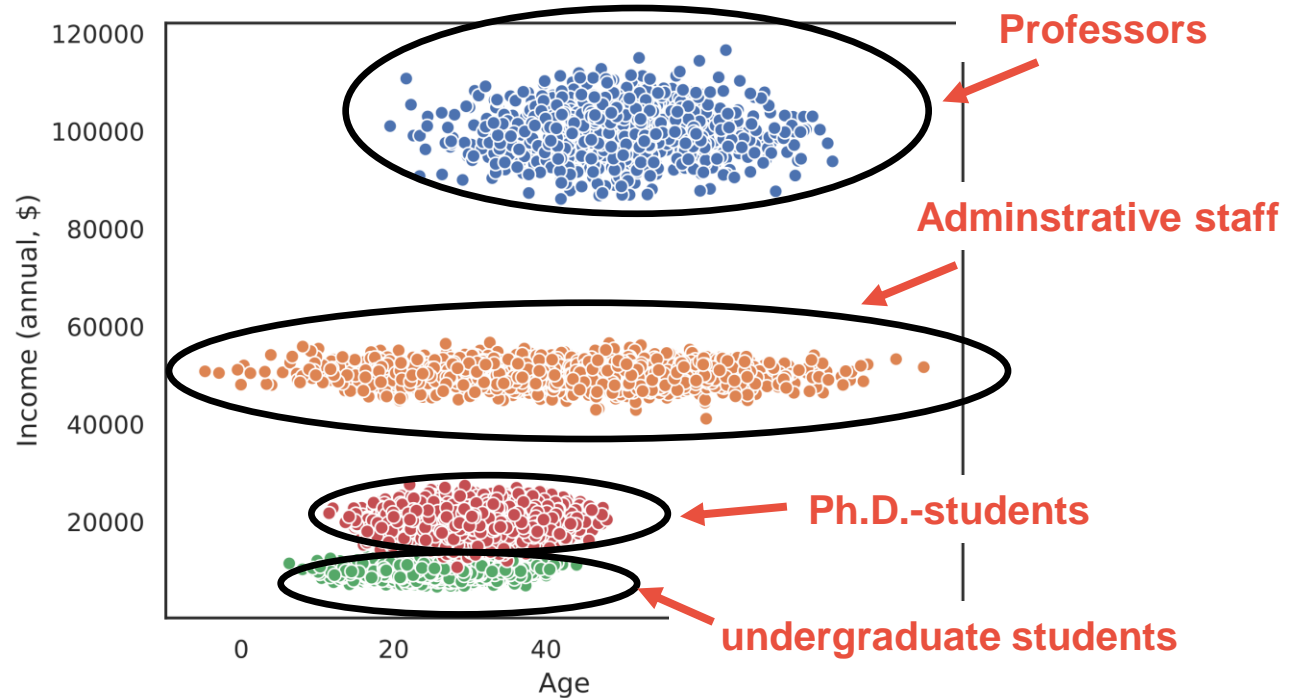 120000
100000
80000
60000
40000
20000
Income (annual, $)
0
20
40
Age
Professors
Adminstrative staff
Ph.D.-students
undergraduate students